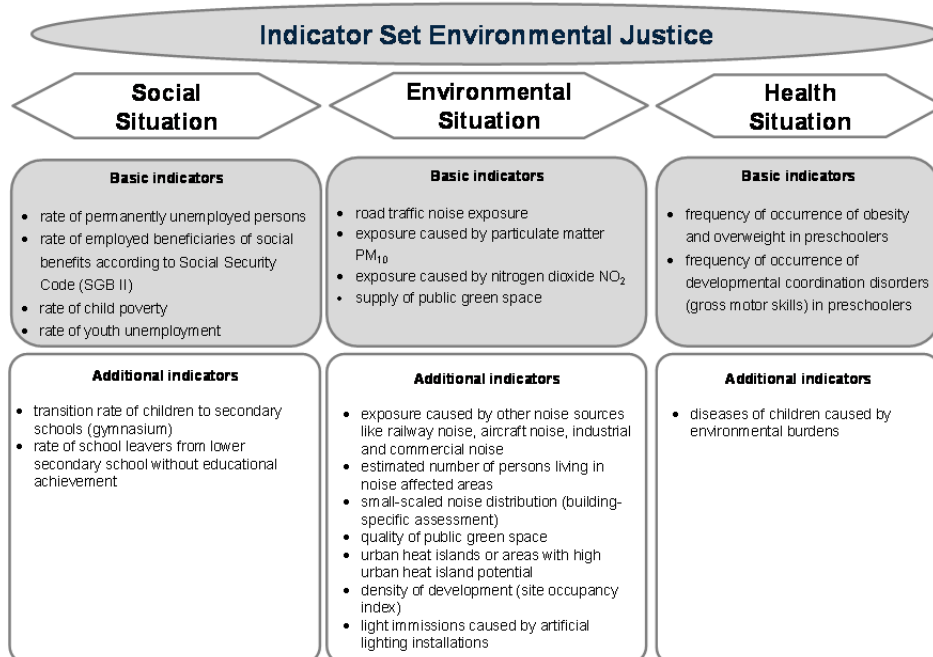 Indicator Set Environmental Justice
Social
Situation
Basic indicators
• rate of permanently unemployed persons
• rate of employed beneficiaries of social
benefits according to Social Security
Code (SGB II)
• rate of child poverty
• rate of youth unemployment
Additional indicators
• transition rate of children to secondary
schools (gymnasium)
• rate of school leavers from lower
secondary school without educational
achievement
Environmental
Situation
Basic indicators
• road traffic noise exposure
• exposure caused by particulate matter
PM₁₀
• exposure caused by nitrogen dioxide NO₂
• supply of public green space
Additional indicators
• exposure caused by other noise sources
like railway noise, aircraft noise, industrial
and commercial noise
• estimated number of persons living in
noise affected areas
• small-scaled noise distribution (building-
specific assessment)
• quality of public green space
• urban heat islands or areas with high
urban heat island potential
• density of development (site occupancy
index)
• light immissions caused by artificial
lighting installations
Health
Situation
Basic indicators
• frequency of occurrence of obesity
and overweight in preschoolers
• frequency of occurrence of
developmental coordination disorders
(gross motor skills) in preschoolers
Additional indicators
• diseases of children caused by
environmental burdens